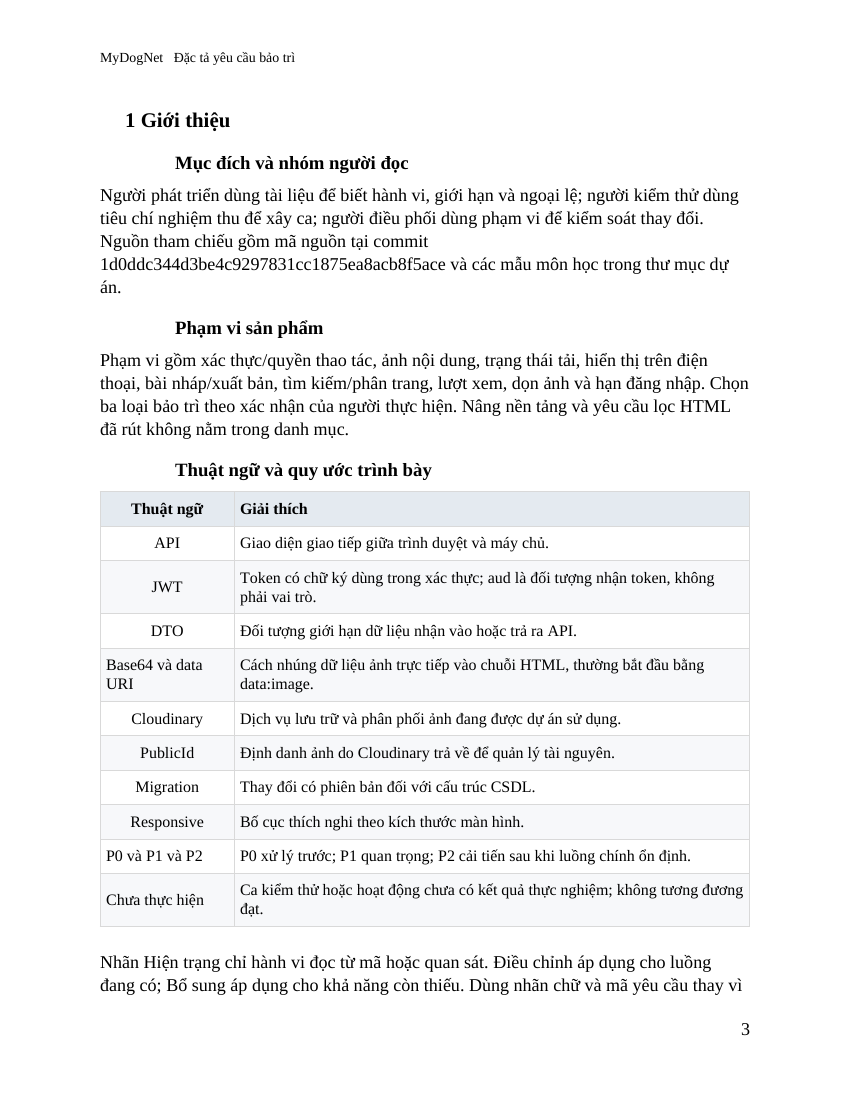 MyDogNet Đặc tả yêu cầu bảo trì
1 Giới thiệu
Mục đích và nhóm người đọc
Người phát triển dùng tài liệu để biết hành vi, giới hạn và ngoại lệ; người kiểm thử dùng
tiêu chí nghiệm thu để xây ca; người điều phối dùng phạm vi để kiểm soát thay đổi.
Nguồn tham chiếu gồm mã nguồn tại commit
1d0ddc344d3be4c9297831cc1875ea8acb8f5ace và các mẫu môn học trong thư mục dự
án.
Phạm vi sản phẩm
Phạm vi gồm xác thực/quyền thao tác, ảnh nội dung, trạng thái tải, hiển thị trên điện
thoại, bài nháp/xuất bản, tìm kiếm/phân trang, lượt xem, dọn ảnh và hạn đăng nhập. Chọn
ba loại bảo trì theo xác nhận của người thực hiện. Nâng nền tảng và yêu cầu lọc HTML
đã rút không nằm trong danh mục.
Thuật ngữ và quy ước trình bày
Thuật ngữ Giải thích
API Giao diện giao tiếp giữa trình duyệt và máy chủ.
JWT Token có chữ ký dùng trong xác thực; aud là đối tượng nhận token, không
phải vai trò.
DTO Đối tượng giới hạn dữ liệu nhận vào hoặc trả ra API.
Base64 và data
URI Cách nhúng dữ liệu ảnh trực tiếp vào chuỗi HTML, thường bắt đầu bằng
data:image.
Cloudinary Dịch vụ lưu trữ và phân phối ảnh đang được dự án sử dụng.
PublicId Định danh ảnh do Cloudinary trả về để quản lý tài nguyên.
Migration Thay đổi có phiên bản đối với cấu trúc CSDL.
Responsive Bố cục thích nghi theo kích thước màn hình.
P0 và P1 và P2 P0 xử lý trước; P1 quan trọng; P2 cải tiến sau khi luồng chính ổn định.
Chưa thực hiện Ca kiểm thử hoặc hoạt động chưa có kết quả thực nghiệm; không tương đương
đạt.
Nhãn Hiện trạng chỉ hành vi đọc từ mã hoặc quan sát. Điều chỉnh áp dụng cho luồng
đang có; Bổ sung áp dụng cho khả năng còn thiếu. Dùng nhãn chữ và mã yêu cầu thay vì
3